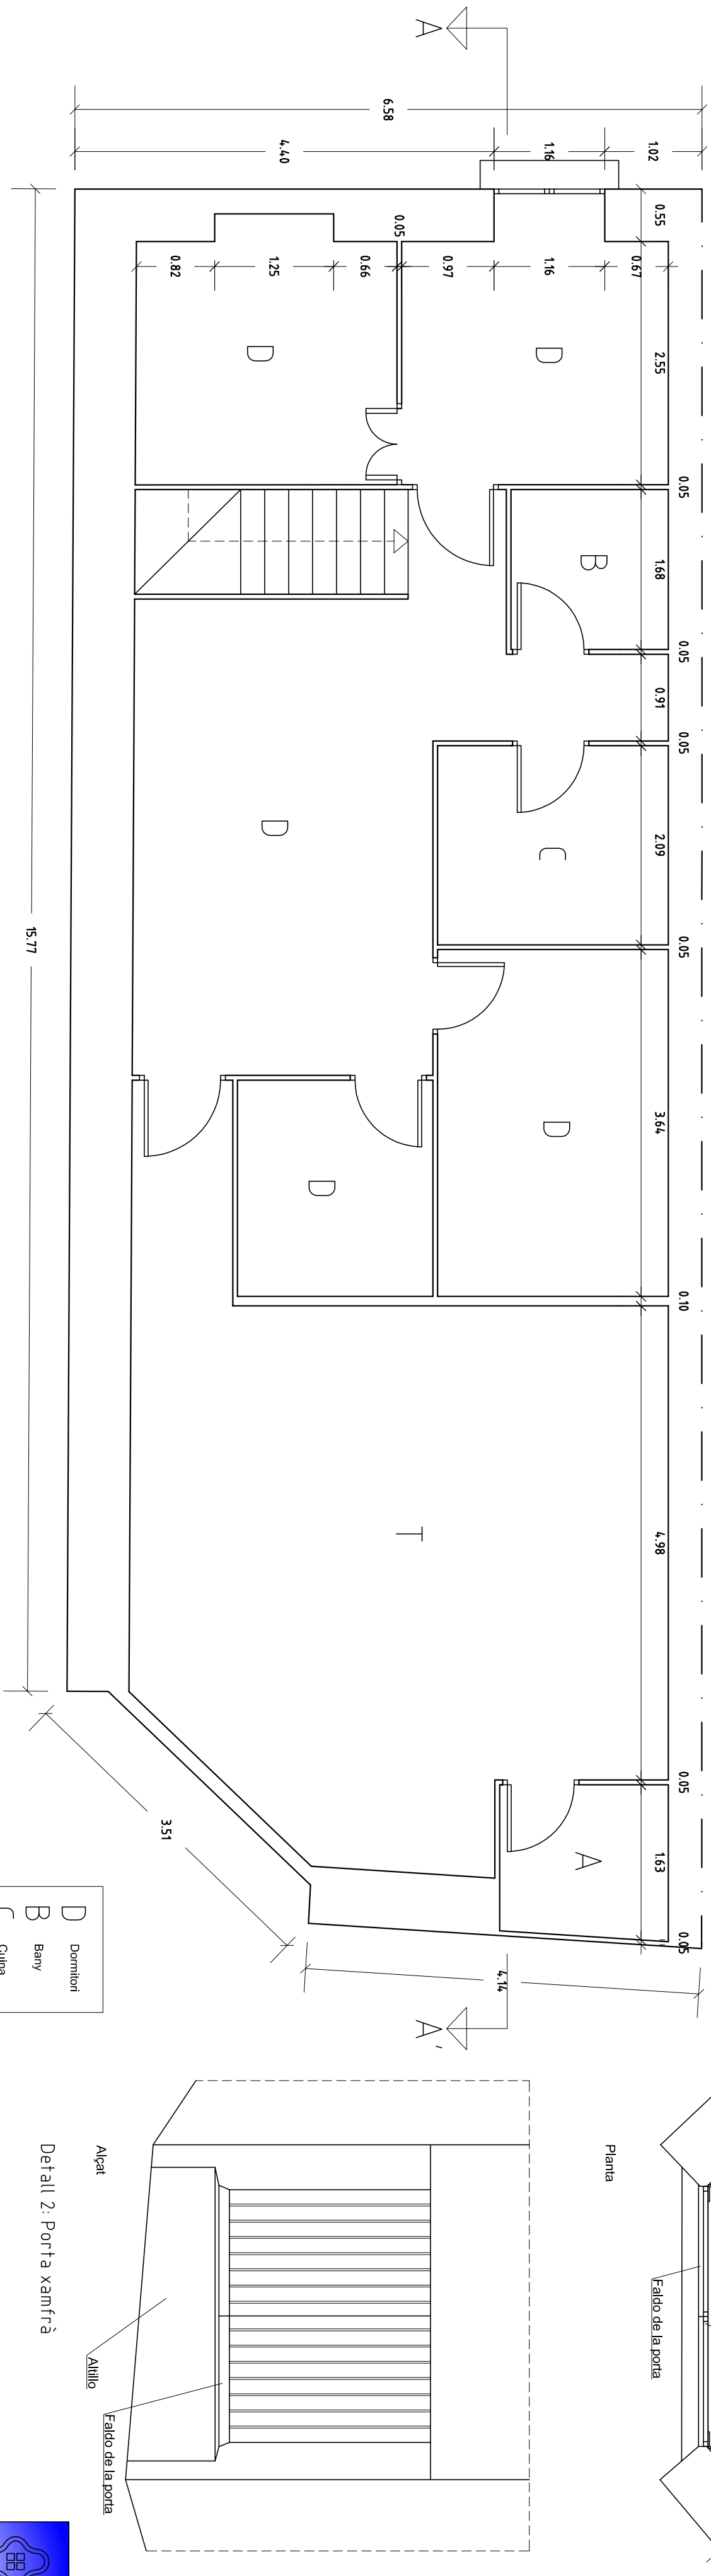 A
6.58
4.40
1.16
1.02
0.55
0.05
0.82
1.25
0.66
0.97
1.16
0.67
2.55
D
D
0.05
B
1.68
0.05
0.91
0.05
C
2.09
0.05
D
D
3.64
D
0.10
15.77
T
4.98
0.05
A
1.63
0.05
3.51
4.14
A'
D Dormitori
B Bany
C Cuina
Planta
Faldo de la porta
Alçat
Altillo
Faldo de la porta
Detall 2: Porta xamfrà